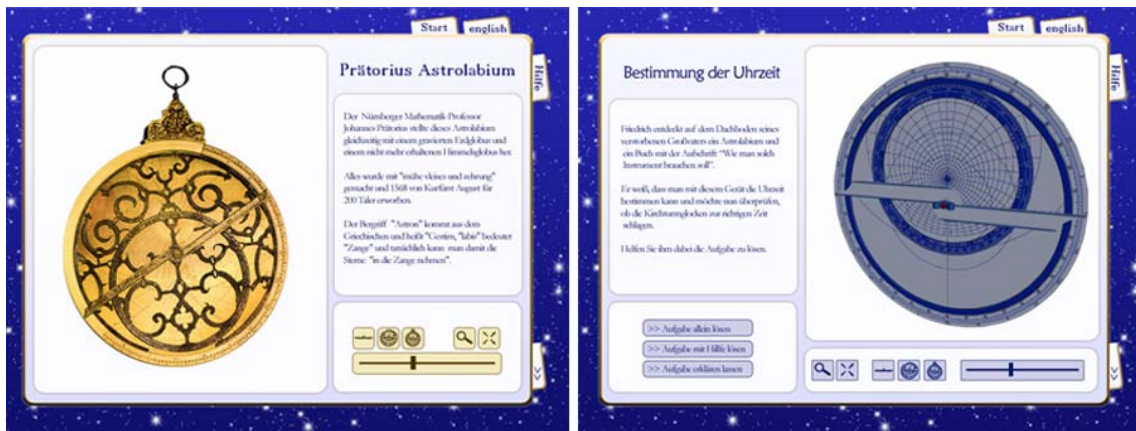 Start
english
Hilfe
Prätorius Astrolabium
Der Nürnberger Mathematik-Professor
Johannes Prätorius stellte dieses Astrolabium
gleichzeitig mit einem gravierten Erdglobus und
einem nicht mehr erhaltenen Himmelsglobus her.
Alles wurde mit "mühe vleises und zehrung"
gemacht und 1568 von Kurfürst August für
200 Taler erworben.
Der Bergriff "Astron" kommt aus dem
Griechischen und heißt "Gestirn, "labis" bedeutet
"Zange" und tatsächlich kann man damit die
Sterne "in die Zange nehmen".
>>
Start
english
Hilfe
Bestimmung der Uhrzeit
Friedrich entdeckt auf dem Dachboden seines
verstorbenen Großvaters ein Astrolabium und
ein Buch mit der Aufschrift: "Wie man solch
Instrument brauchen soll".
Er weiß, dass man mit diesem Gerät die Uhrzeit
bestimmen kann und möchte nun überprüfen,
ob die Kirchturmglocken zur richtigen Zeit
schlagen.
Helfen Sie ihm dabei die Aufgabe zu lösen.
>> Aufgabe allein lösen
>> Aufgabe mit Hilfe lösen
>> Aufgabe erklären lassen
>>